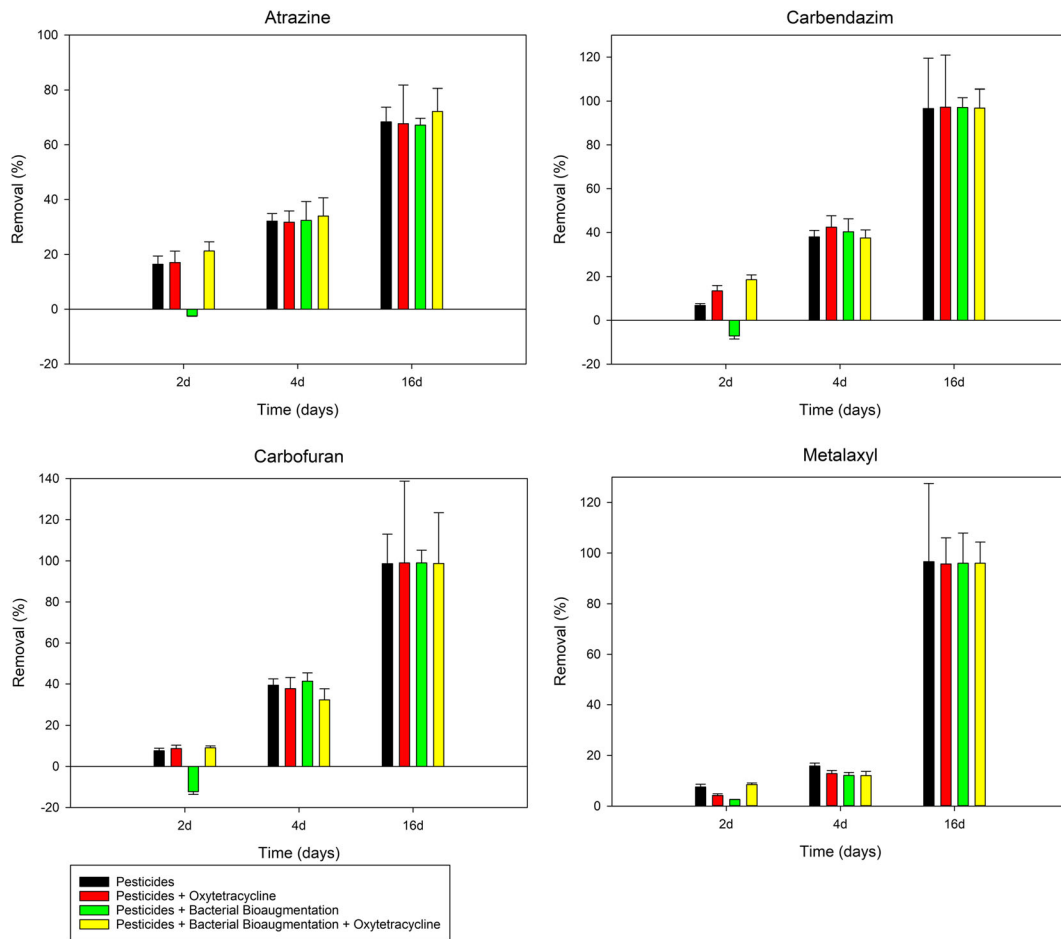 Atrazine
100
80
60
40
20
0
-20
Removal (%)
2d 4d 16d
Time (days)
Carbendazim
120
100
80
60
40
20
0
-20
Removal (%)
2d 4d 16d
Time (days)
Carbofuran
140
120
100
80
60
40
20
0
-20
Removal (%)
2d 4d 16d
Time (days)
Metalaxyl
120
100
80
60
40
20
0
Removal (%)
2d 4d 16d
Time (days)
Pesticides
Pesticides + Oxytetracycline
Pesticides + Bacterial Bioaugmentation
Pesticides + Bacterial Bioaugmentation + Oxytetracycline